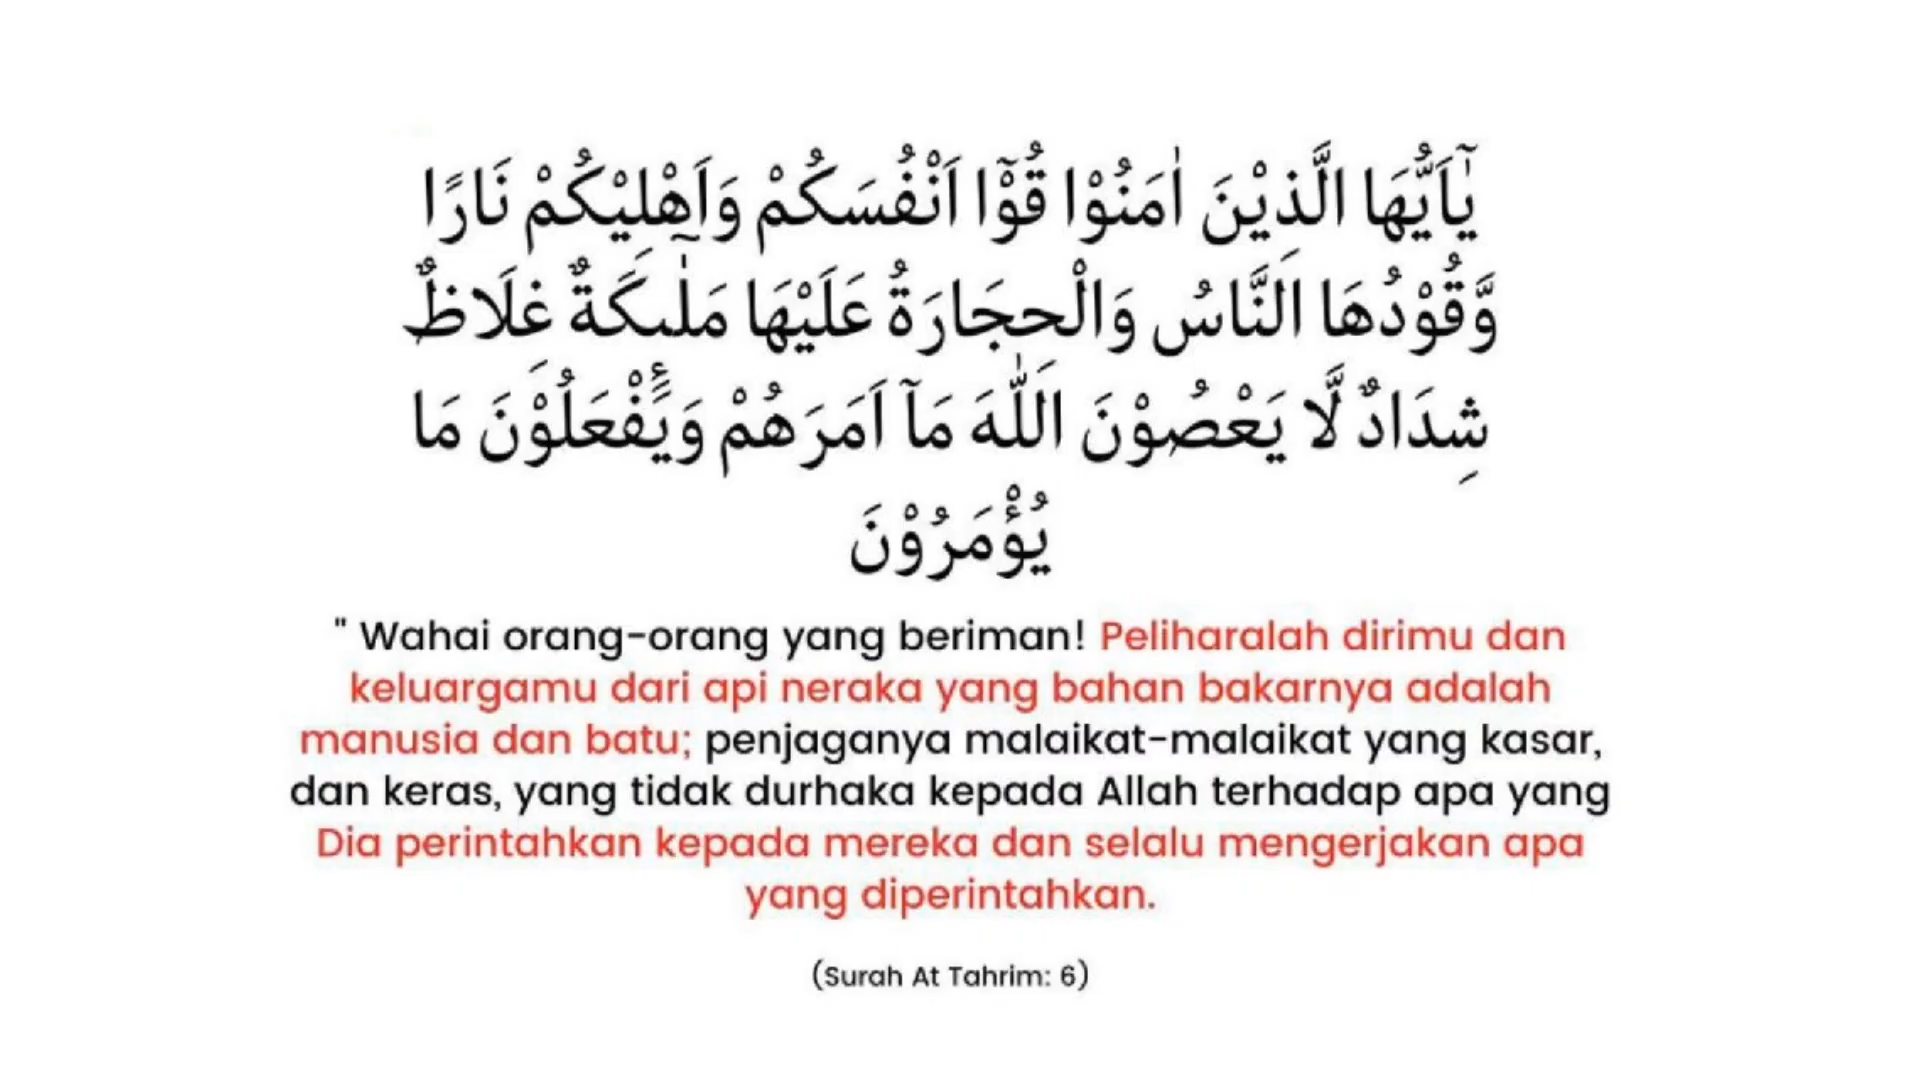 يٰٓاَيُّهَا الَّذِيْنَ اٰمَنُوْا قُوْٓا اَنْفُسَكُمْ وَاَهْلِيْكُمْ نَارًا
وَّقُوْدُهَا النَّاسُ وَالْحِجَارَةُ عَلَيْهَا مَلٰۤىِٕكَةٌ غِلَاظٌ
شِدَادٌ لَّا يَعْصُوْنَ اللّٰهَ مَآ اَمَرَهُمْ وَيَفْعَلُوْنَ مَا
يُؤْمَرُوْنَ
" Wahai orang-orang yang beriman! Peliharalah dirimu dan
keluargamu dari api neraka yang bahan bakarnya adalah
manusia dan batu; penjaganya malaikat-malaikat yang kasar,
dan keras, yang tidak durhaka kepada Allah terhadap apa yang
Dia perintahkan kepada mereka dan selalu mengerjakan apa
yang diperintahkan.
(Surah At Tahrim: 6)